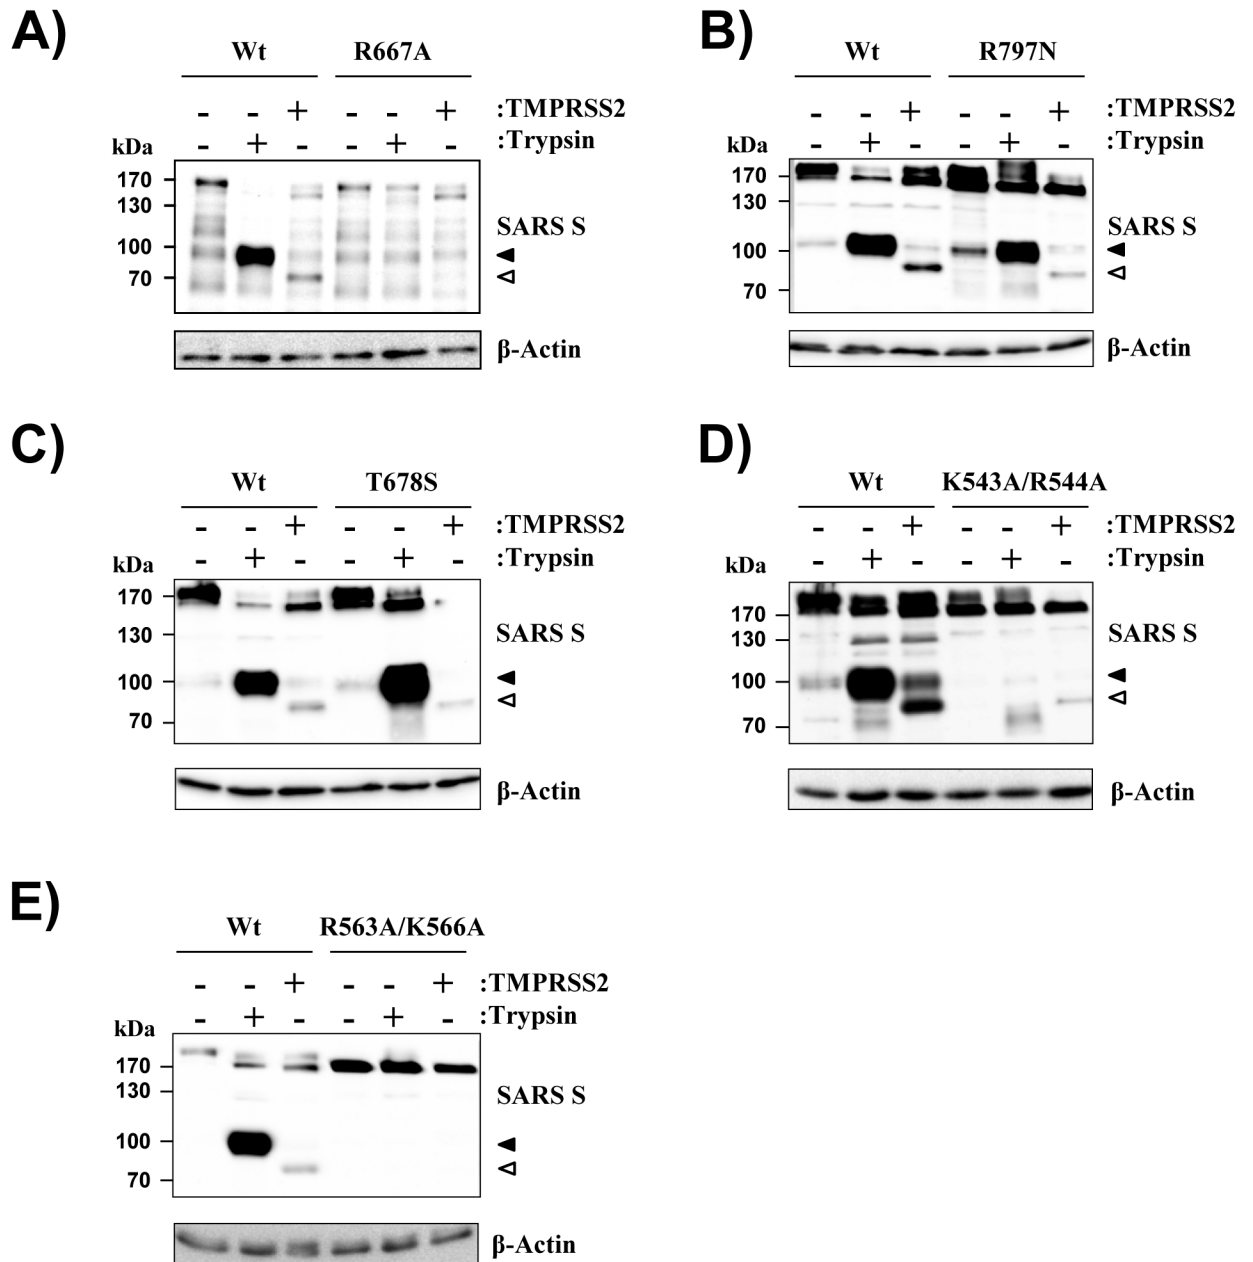 A)
Wt R667A
- - + - - + :TMPRSS2
- + - - + - :Trypsin
kDa
170
130
100
70
SARS S
β-Actin
B)
Wt R797N
- - + - - + :TMPRSS2
- + - - + - :Trypsin
kDa
170
130
100
70
SARS S
β-Actin
C)
Wt T678S
- - + - - + :TMPRSS2
- + - - + - :Trypsin
kDa
170
130
100
70
SARS S
β-Actin
D)
Wt K543A/R544A
- - + - - + :TMPRSS2
- + - - + - :Trypsin
kDa
170
130
100
70
SARS S
β-Actin
E)
Wt R563A/K566A
- - + - - + :TMPRSS2
- + - - + - :Trypsin
kDa
170
130
100
70
SARS S
β-Actin